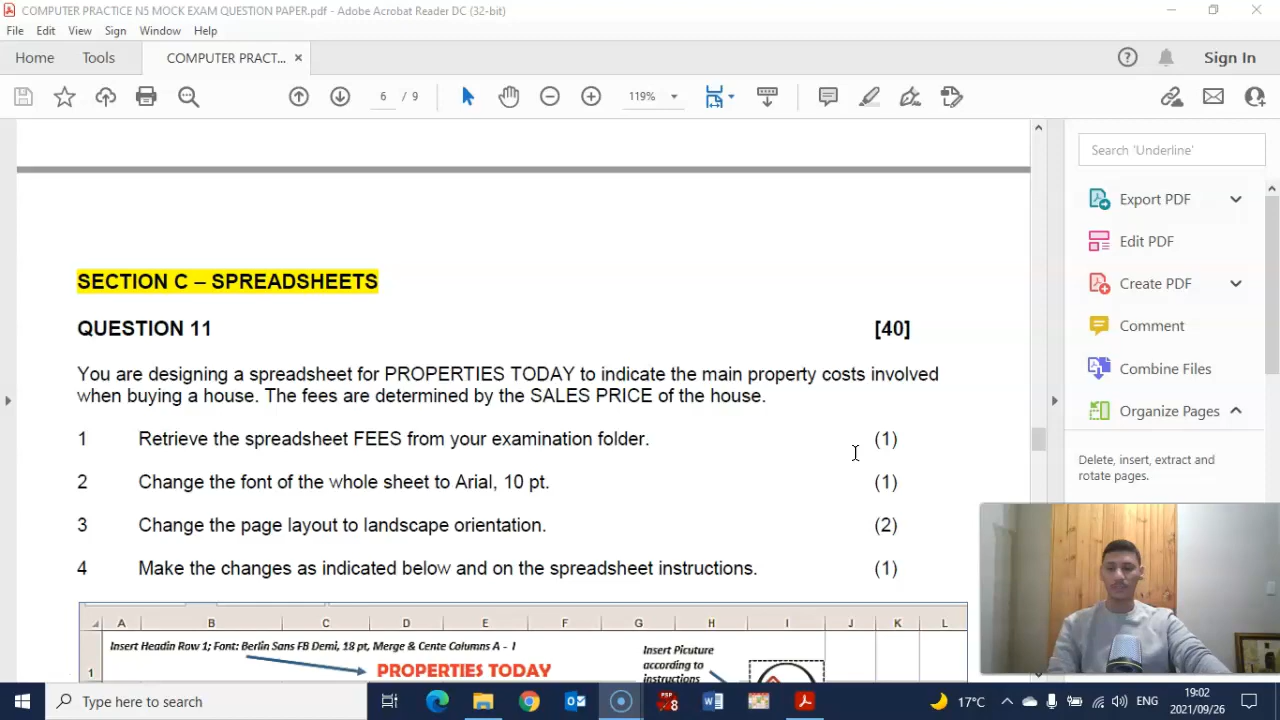 COMPUTER PRACTICE N5 MOCK EXAM QUESTION PAPER.pdf - Adobe Acrobat Reader DC (32-bit)
File Edit View Sign Window Help
Home Tools COMPUTER PRACT... × Sign In
6 / 9 119%
Search 'Underline'
Export PDF
Edit PDF
Create PDF
Comment
Combine Files
Organize Pages
Delete, insert, extract and
rotate pages.
SECTION C – SPREADSHEETS
QUESTION 11 [40]
You are designing a spreadsheet for PROPERTIES TODAY to indicate the main property costs involved
when buying a house. The fees are determined by the SALES PRICE of the house.
1 Retrieve the spreadsheet FEES from your examination folder. (1)
2 Change the font of the whole sheet to Arial, 10 pt. (1)
3 Change the page layout to landscape orientation. (2)
4 Make the changes as indicated below and on the spreadsheet instructions. (1)
A B C D E F G H I J K L
Insert Headin Row 1; Font: Berlin Sans FB Demi, 18 pt, Merge & Cente Columns A - I
Insert Picuture
according to
instructions
1 PROPERTIES TODAY
Type here to search
17°C ENG
19:02
2021/09/26